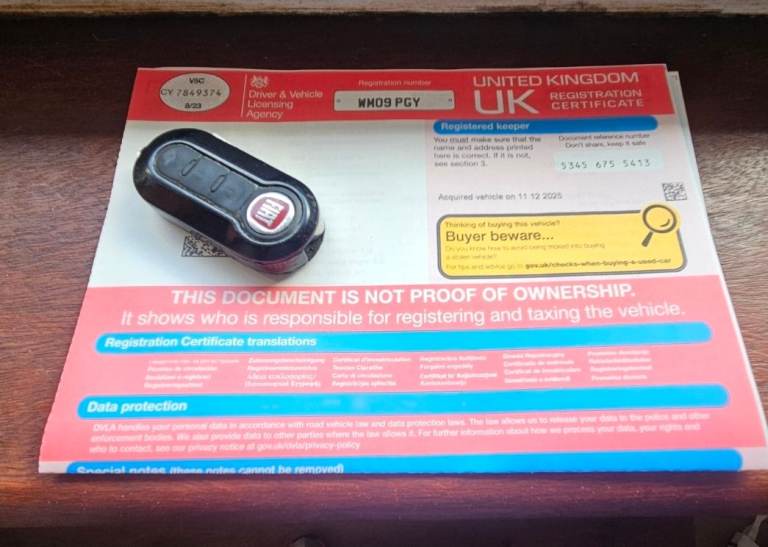 V5C
CY 7849374
8/23
Driver & Vehicle
Licensing
Agency
Registration number
WM09 PGY
UNITED KINGDOM
UK
REGISTRATION
CERTIFICATE
Registered keeper
You must make sure that the
name and address printed
here is correct. If it is not,
see section 3.
Document reference number
Don't share, keep it safe
5345 675 5413
Acquired vehicle on 11 12 2025
Thinking of buying this vehicle?
Buyer beware...
Do you know how to avoid being tricked into buying
a stolen vehicle?
For tips and advice go to gov.uk/checks-when-buying-a-used-car
FIAT
THIS DOCUMENT IS NOT PROOF OF OWNERSHIP.
It shows who is responsible for registering and taxing the vehicle.
Registration Certificate translations
Data protection
DVLA handles your personal data in accordance with road vehicle law and data protection laws. The law allows us to release your data to the police and other
enforcement bodies. We also provide data to other parties where the law allows it. For further information about how we process your data, your rights and
who to contact, see our privacy notice at gov.uk/dvla/privacy-policy
Special notes (these notes cannot be removed)